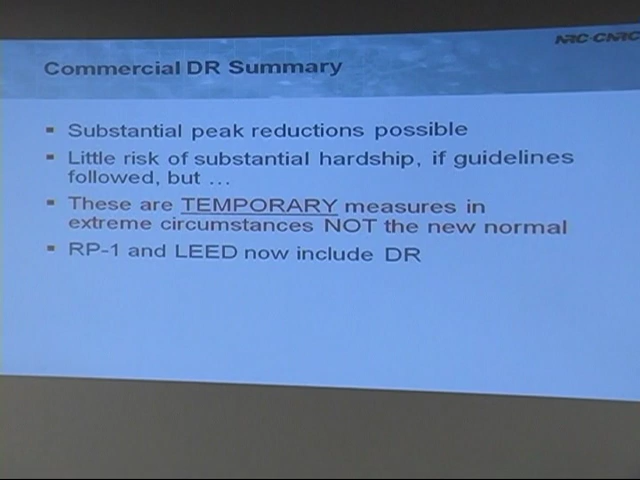 NRC-CNRC
Commercial DR Summary
Substantial peak reductions possible
Little risk of substantial hardship, if guidelines
followed, but ...
These are TEMPORARY measures in
extreme circumstances NOT the new normal
RP-1 and LEED now include DR